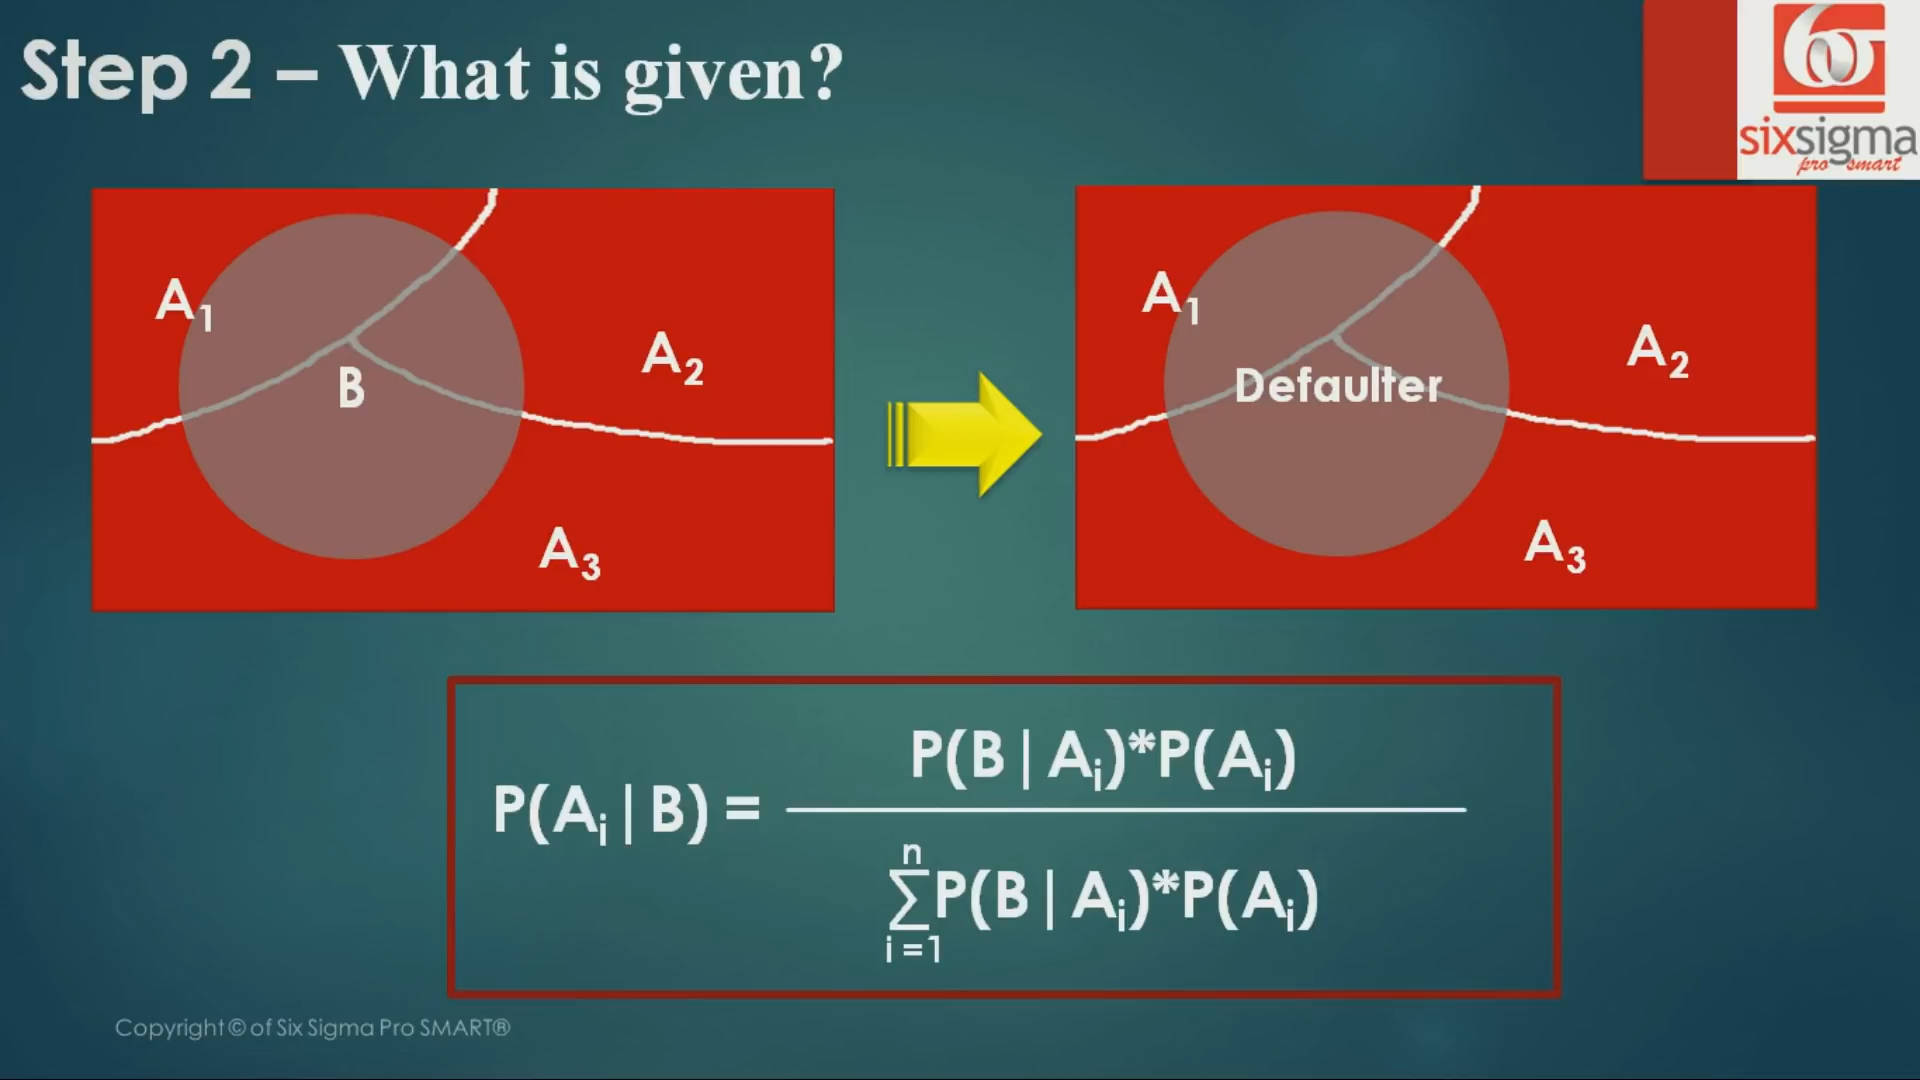 Step 2 – What is given?
6σ
sixsigma
pro smart
A1
A2
B
A3
A1
A2
Defaulter
A3
P(B | Ai)*P(Ai)
P(Ai | B) =
n
∑P(B | Ai)*P(Ai)
i =1
Copyright © of Six Sigma Pro SMART®